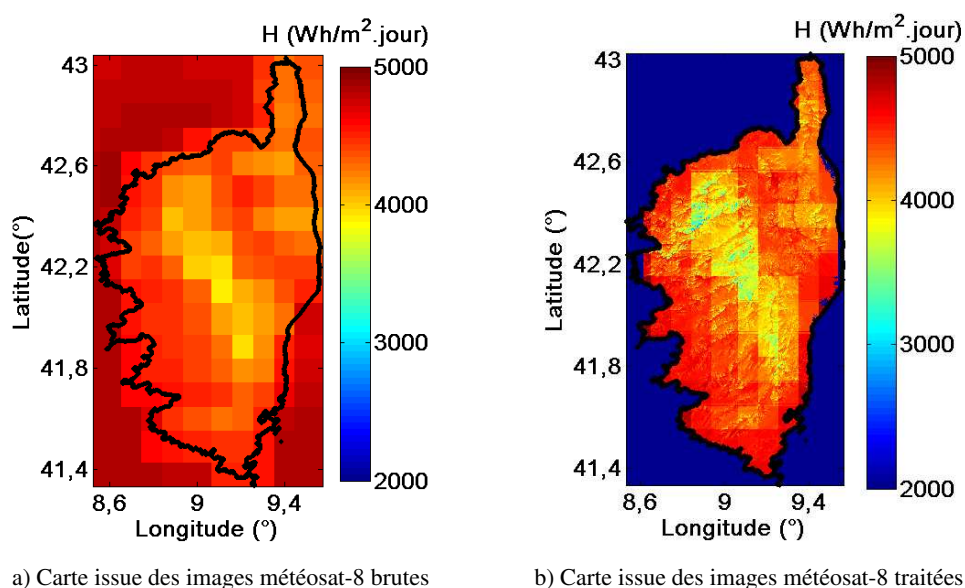 H (Wh/m².jour)
43
42,6
42,2
41,8
41,4
Latitude(°)
8,6 9 9,4
Longitude (°)
5000
4000
3000
2000
a) Carte issue des images météosat-8 brutes
H (Wh/m².jour)
43
42,6
42,2
41,8
41,4
Latitude (°)
8,6 9 9,4
Longitude (°)
5000
4000
3000
2000
b) Carte issue des images météosat-8 traitées